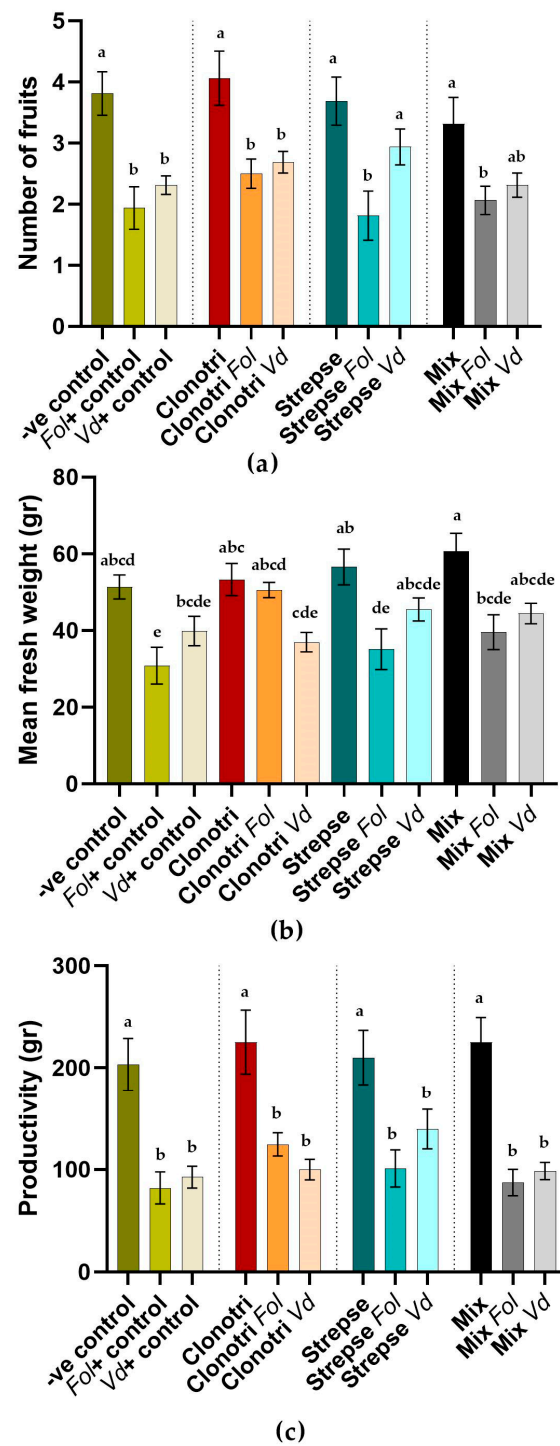 Number of fruits
5
4
3
2
1
0
a
b
b
a
b
b
a
b
a
a
b
ab
-ve control
Fol+ control
Vd+ control
Clonotri
Clonotri Fol
Clonotri Vd
Strepse
Strepse Fol
Strepse Vd
Mix
Mix Fol
Mix Vd
(a)
Mean fresh weight (gr)
80
60
40
20
0
abcd
e
bcde
abc
abcd
cde
ab
de
abcde
a
bcde
abcde
-ve control
Fol+ control
Vd+ control
Clonotri
Clonotri Fol
Clonotri Vd
Strepse
Strepse Fol
Strepse Vd
Mix
Mix Fol
Mix Vd
(b)
Productivity (gr)
300
200
100
0
a
b
b
a
b
b
a
b
b
a
b
b
-ve control
Fol+ control
Vd+ control
Clonotri
Clonotri Fol
Clonotri Vd
Strepse
Strepse Fol
Strepse Vd
Mix
Mix Fol
Mix Vd
(c)